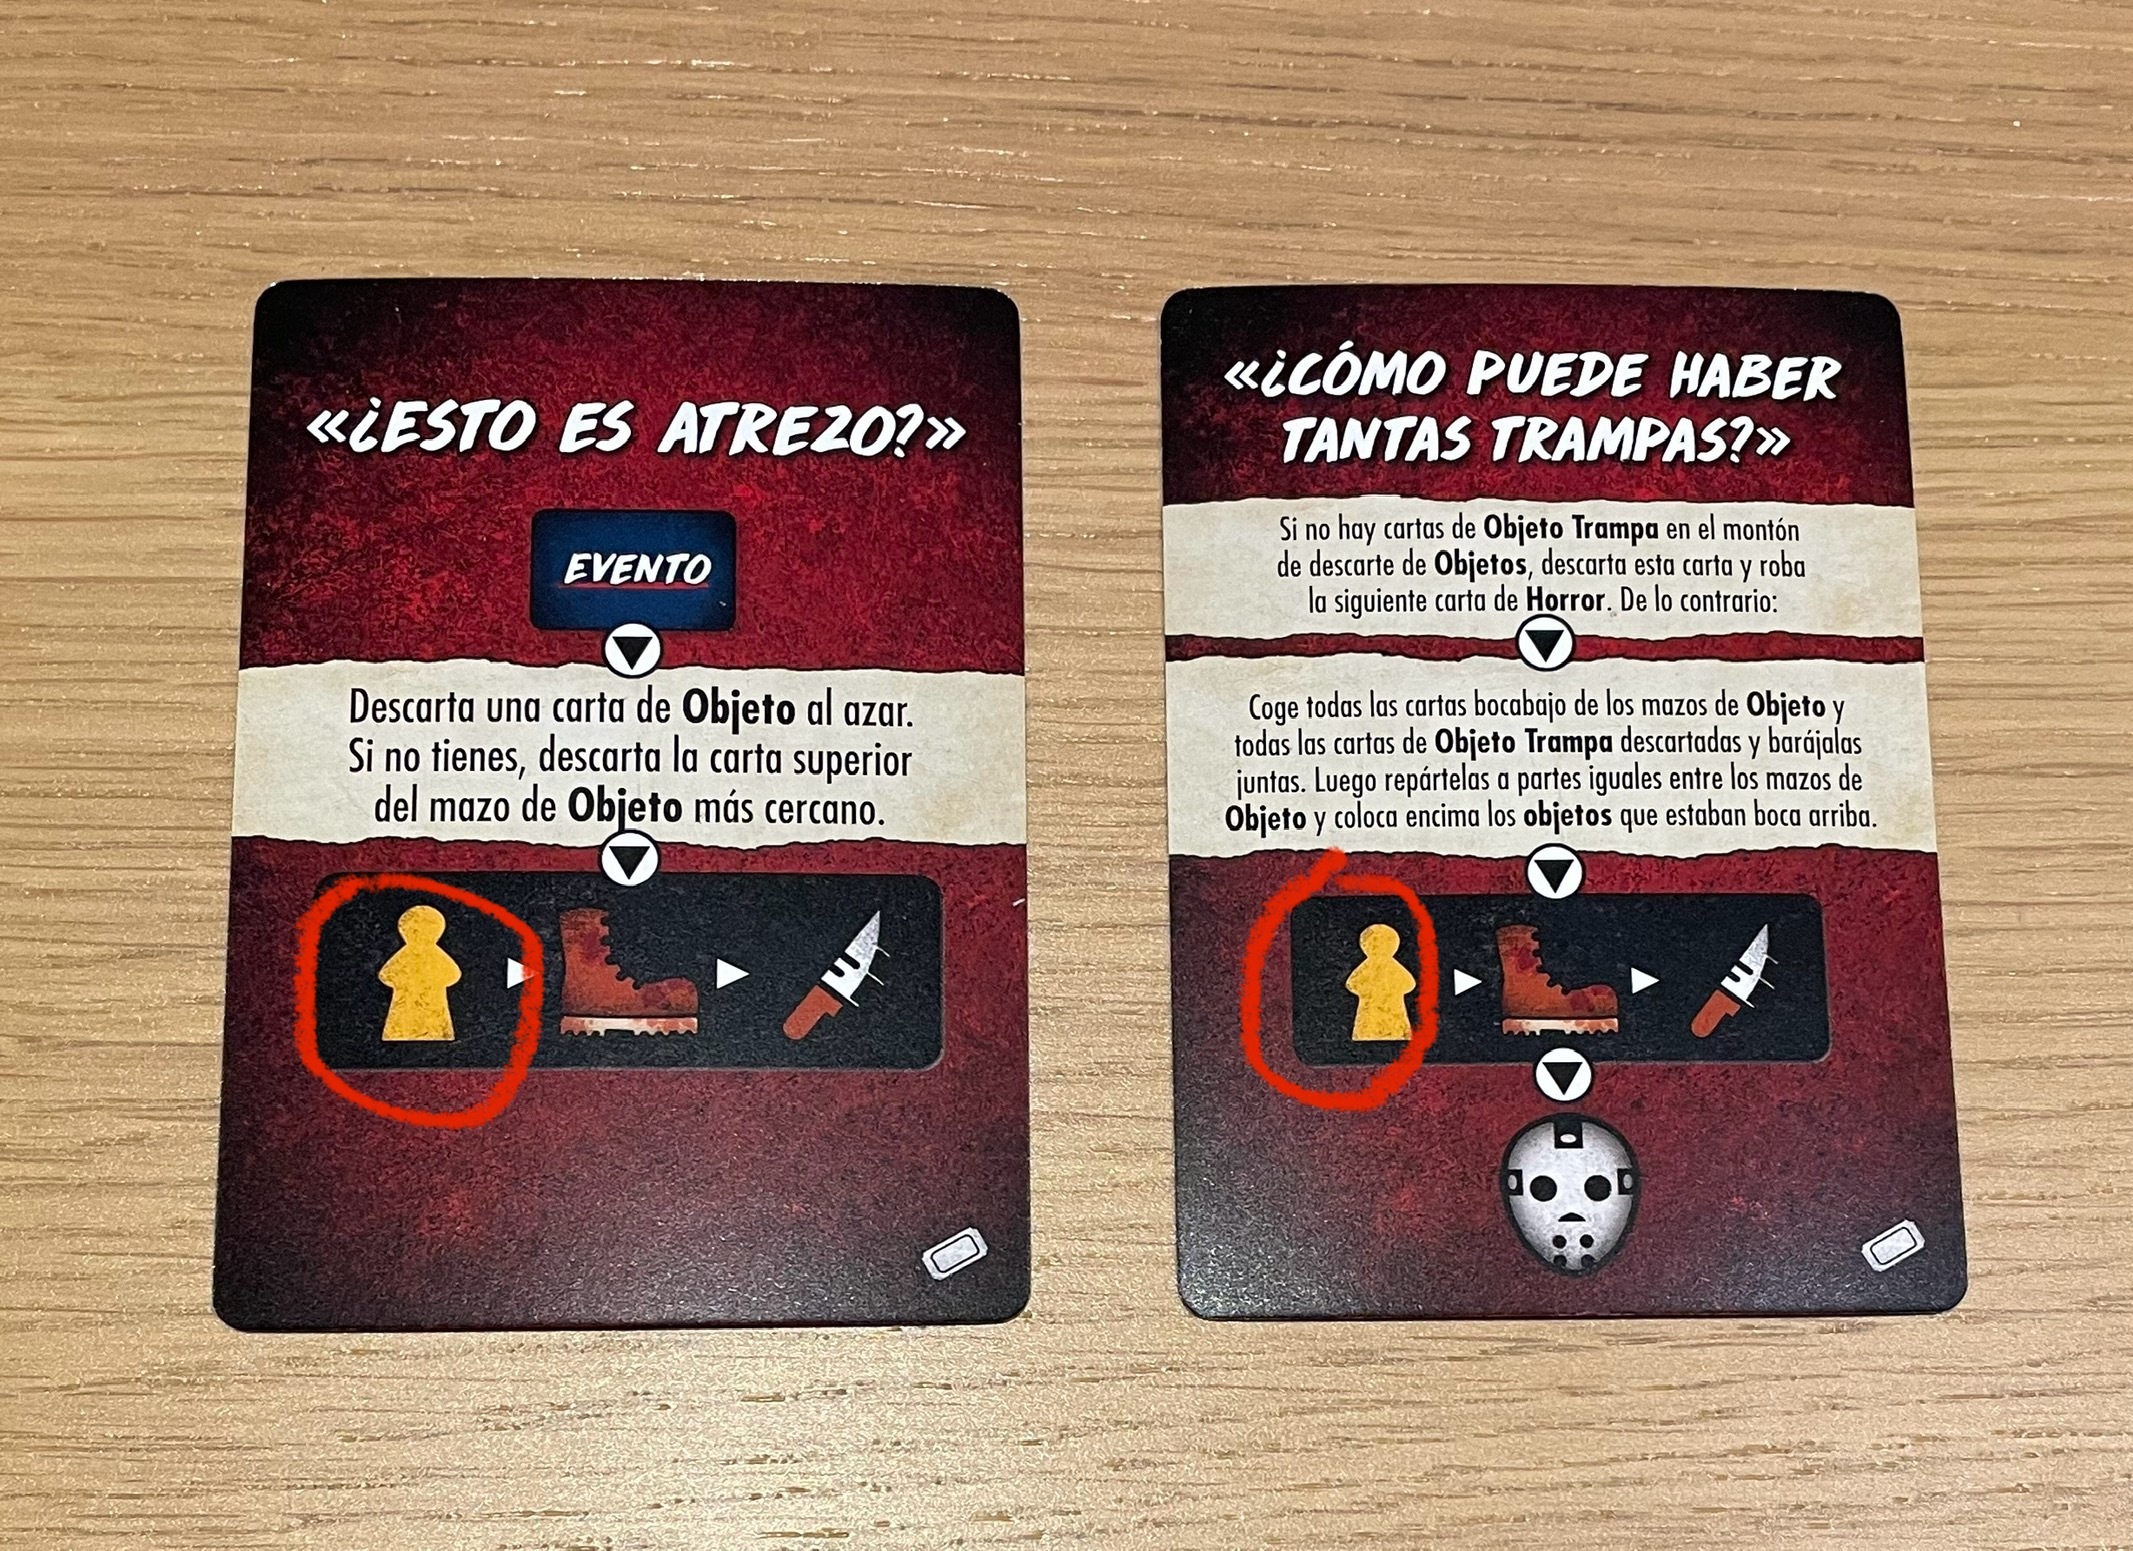 «¿ESTO ES ATREZO?»
EVENTO
Descarta una carta de Objeto al azar.
Si no tienes, descarta la carta superior
del mazo de Objeto más cercano.
«¿CÓMO PUEDE HABER
TANTAS TRAMPAS?»
Si no hay cartas de Objeto Trampa en el montón
de descarte de Objetos, descarta esta carta y roba
la siguiente carta de Horror. De lo contrario:
Coge todas las cartas bocabajo de los mazos de Objeto y
todas las cartas de Objeto Trampa descartadas y barájalas
juntas. Luego repártelas a partes iguales entre los mazos de
Objeto y coloca encima los objetos que estaban boca arriba.